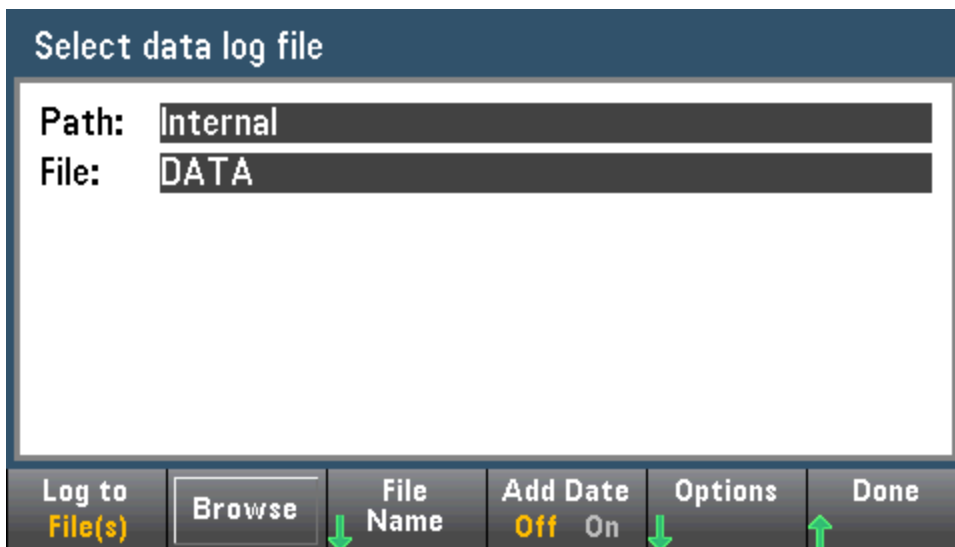 Select data log file
Path: Internal
File: DATA
Log to
File(s)
Browse
File
Name
Add Date
Off On
Options
Done